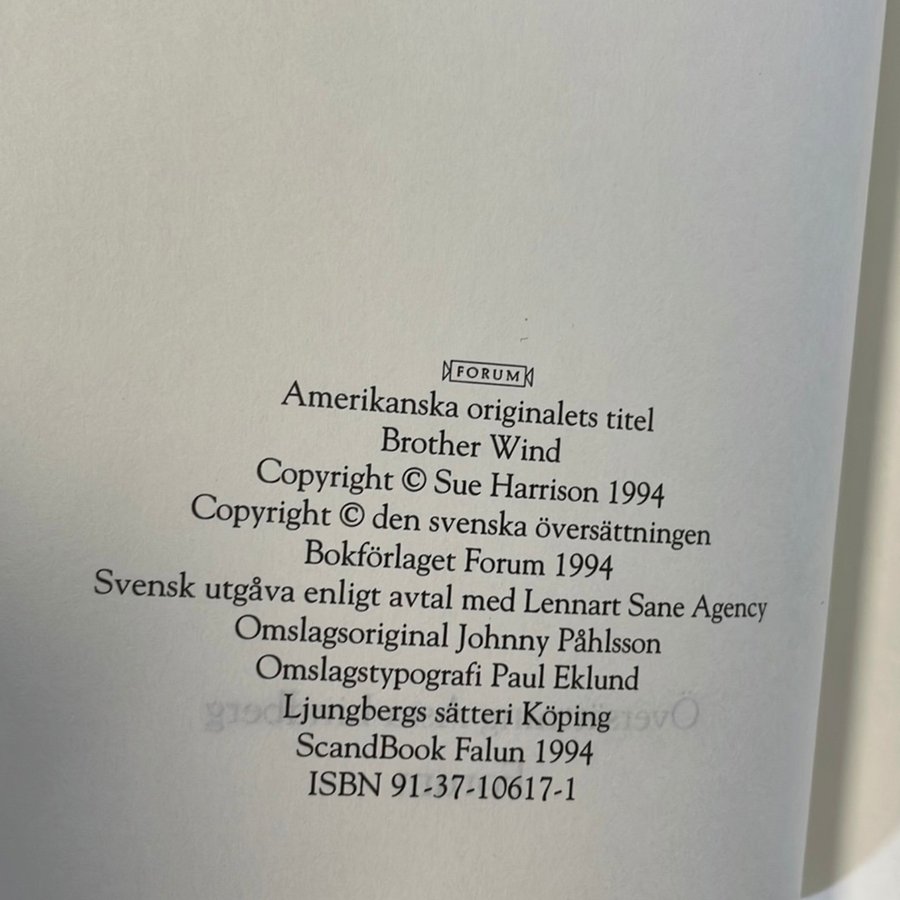 FORUM
Amerikanska originalets titel
Brother Wind
Copyright © Sue Harrison 1994
Copyright © den svenska översättningen
Bokförlaget Forum 1994
Svensk utgåva enligt avtal med Lennart Sane Agency
Omslagsoriginal Johnny Påhlsson
Omslagstypografi Paul Eklund
Ljungbergs sätteri Köping
ScandBook Falun 1994
ISBN 91-37-10617-1